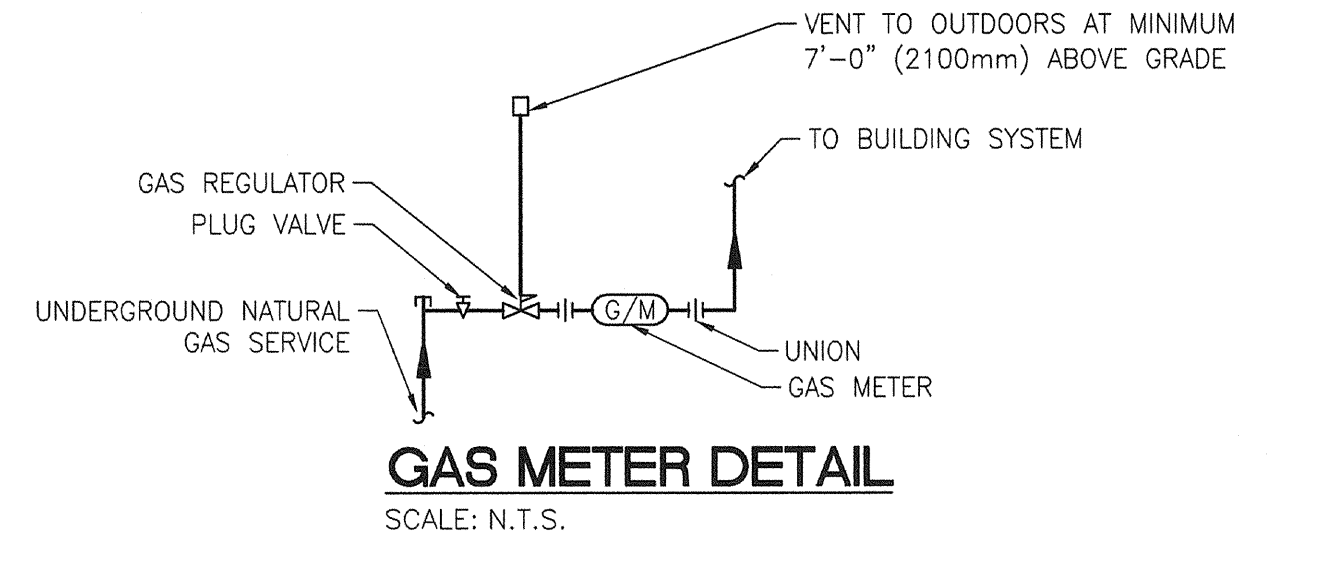 VENT TO OUTDOORS AT MINIMUM
7'-0" (2100mm) ABOVE GRADE
TO BUILDING SYSTEM
GAS REGULATOR
PLUG VALVE
UNDERGROUND NATURAL
GAS SERVICE
G/M
UNION
GAS METER
GAS METER DETAIL
SCALE: N.T.S.